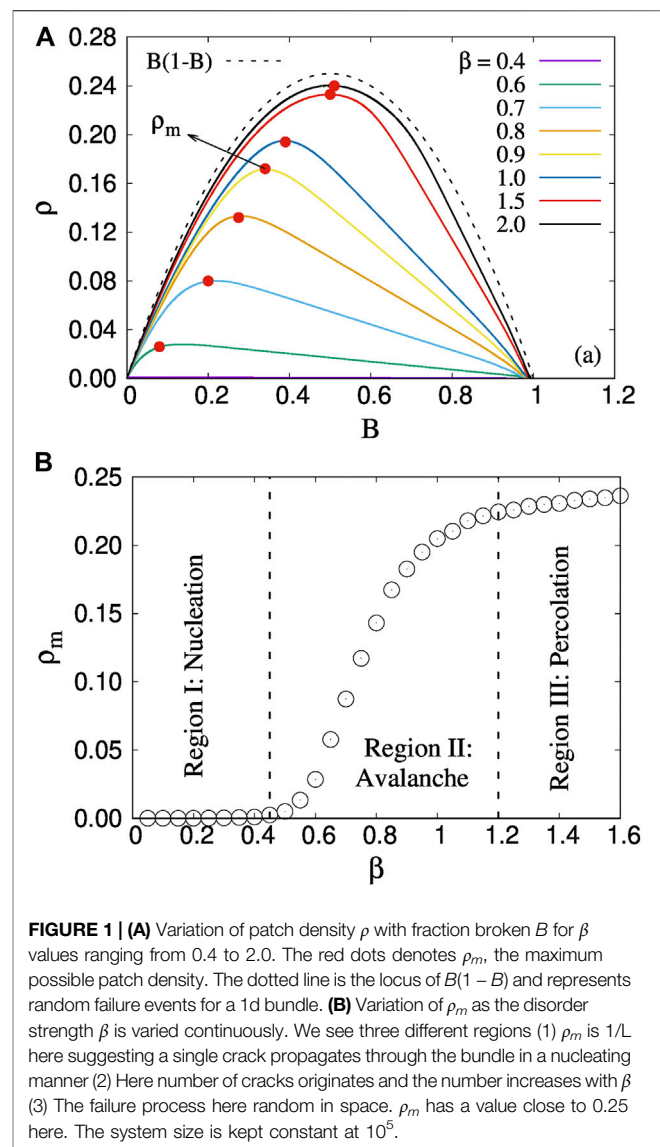 A
0.28
0.24
0.20
0.16
0.12
0.08
0.04
0.00
ρ
B(1-B)
ρm
β = 0.4
0.6
0.7
0.8
0.9
1.0
1.5
2.0
(a)
0 0.2 0.4 0.6 0.8 1 1.2
B
B
0.25
0.20
0.15
0.10
0.05
0.00
ρm
Region I: Nucleation
Region II:
Avalanche
Region III: Percolation
0 0.2 0.4 0.6 0.8 1.0 1.2 1.4 1.6
β
FIGURE 1 | (A) Variation of patch density ρ with fraction broken B for β
values ranging from 0.4 to 2.0. The red dots denotes ρm, the maximum
possible patch density. The dotted line is the locus of B(1 − B) and represents
random failure events for a 1d bundle. (B) Variation of ρm as the disorder
strength β is varied continuously. We see three different regions (1) ρm is 1/L
here suggesting a single crack propagates through the bundle in a nucleating
manner (2) Here number of cracks originates and the number increases with β
(3) The failure process here random in space. ρm has a value close to 0.25
here. The system size is kept constant at 10⁵.